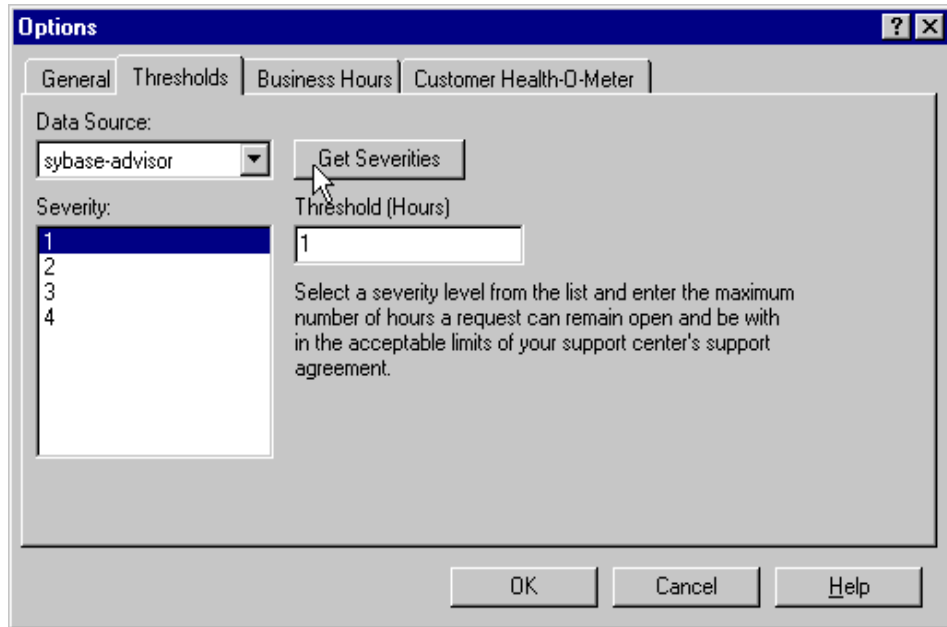 Options
General Thresholds Business Hours Customer Health-O-Meter
Data Source:
sybase-advisor Get Severities
Severity: Threshold (Hours)
1 1
2
3
4
Select a severity level from the list and enter the maximum
number of hours a request can remain open and be with
in the acceptable limits of your support center's support
agreement.
OK Cancel Help